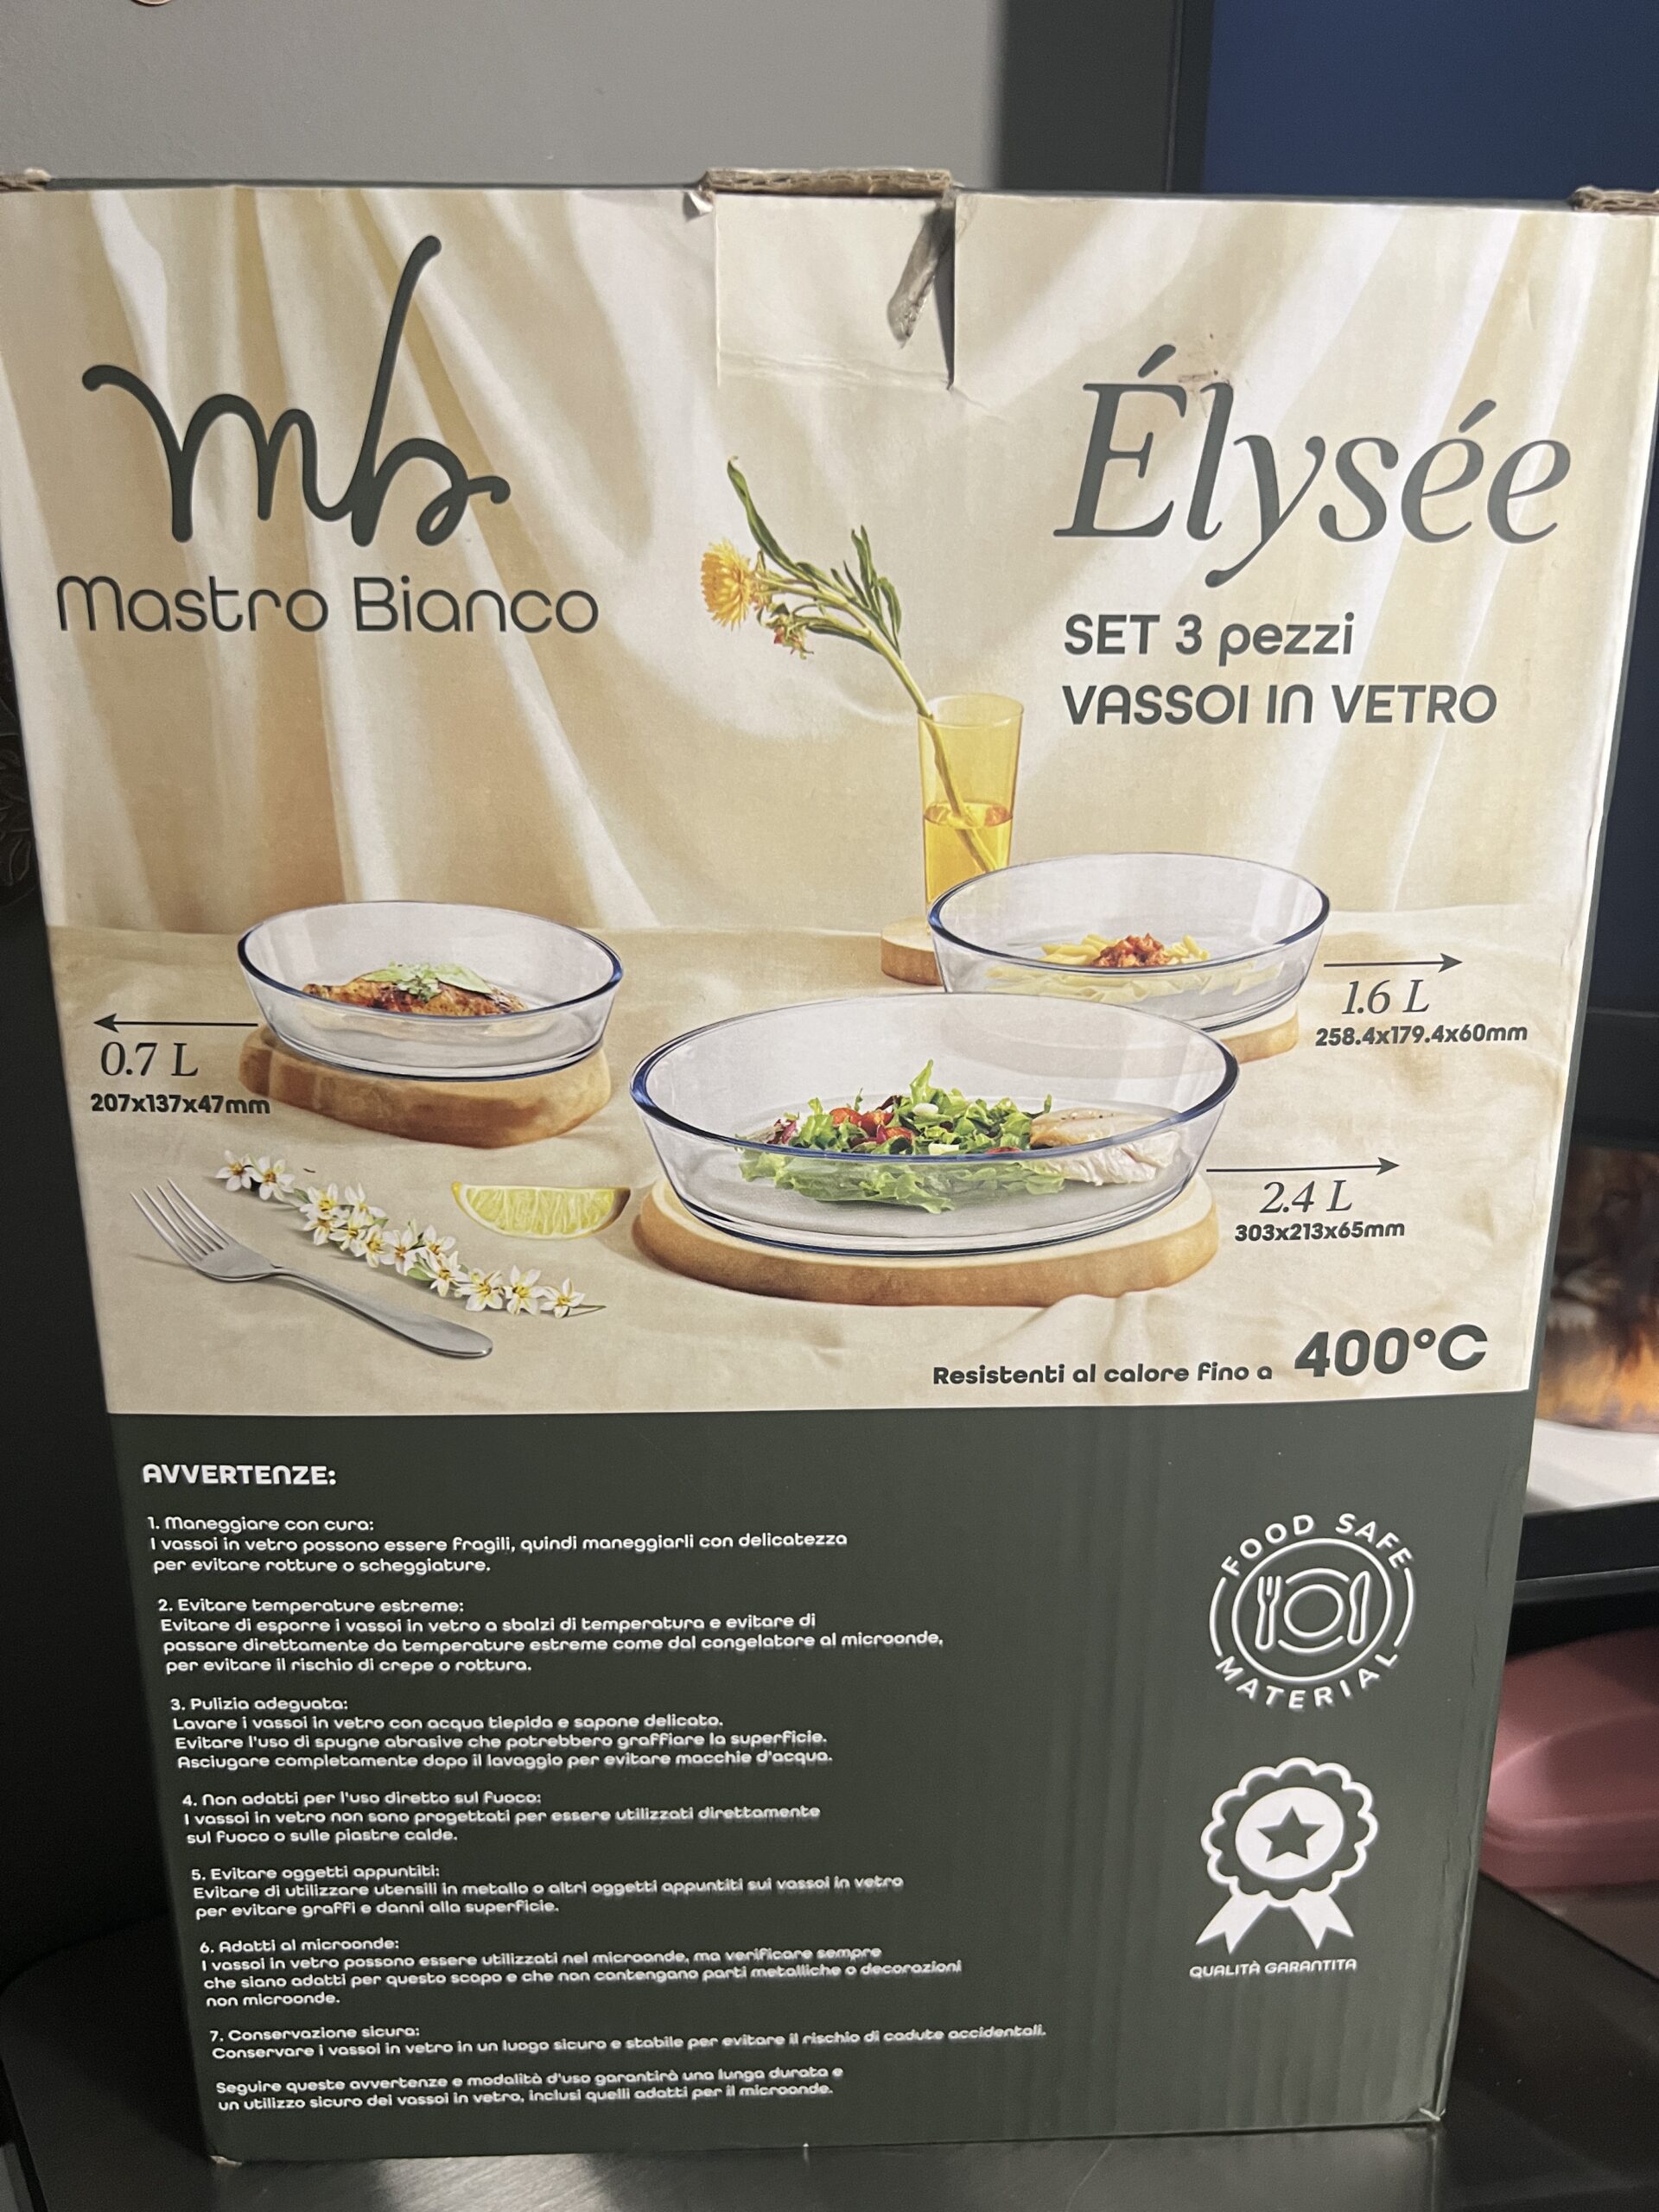 mb
Mastro Bianco
Élysée
SET 3 pezzi
VASSOI IN VETRO
0.7 L
207x137x47mm
1.6 L
258.4x179.4x60mm
2.4 L
303x213x65mm
Resistenti al calore fino a 400°C
AVVERTENZE:
1. Maneggiare con cura:
I vassoi in vetro possono essere fragili, quindi maneggiarli con delicatezza
per evitare rotture o scheggiature.
2. Evitare temperature estreme:
Evitare di esporre i vassoi in vetro a sbalzi di temperatura e evitare di
passare direttamente da temperature estreme come dal congelatore al microonde,
per evitare il rischio di crepe o rottura.
3. Pulizia adeguata:
Lavare i vassoi in vetro con acqua tiepida e sapone delicato.
Evitare l'uso di spugne abrasive che potrebbero graffiare la superficie.
Asciugare completamente dopo il lavaggio per evitare macchie d'acqua.
4. Non adatti per l'uso diretto sul fuoco:
I vassoi in vetro non sono progettati per essere utilizzati direttamente
sul fuoco o sulle piastre calde.
5. Evitare oggetti appuntiti:
Evitare di utilizzare utensili in metallo o altri oggetti appuntiti sui vassoi in vetro
per evitare graffi e danni alla superficie.
6. Adatti al microonde:
I vassoi in vetro possono essere utilizzati nel microonde, ma verificare sempre
che siano adatti per questo scopo e che non contengano parti metalliche o decorazioni
non microonde.
7. Conservazione sicura:
Conservare i vassoi in vetro in un luogo sicuro e stabile per evitare il rischio di cadute accidentali.
Seguire queste avvertenze e modalità d'uso garantirà una lunga durata e
un utilizzo sicuro dei vassoi in vetro, inclusi quelli adatti per il microonde.
FOOD SAFE
MATERIAL
QUALITÀ GARANTITA